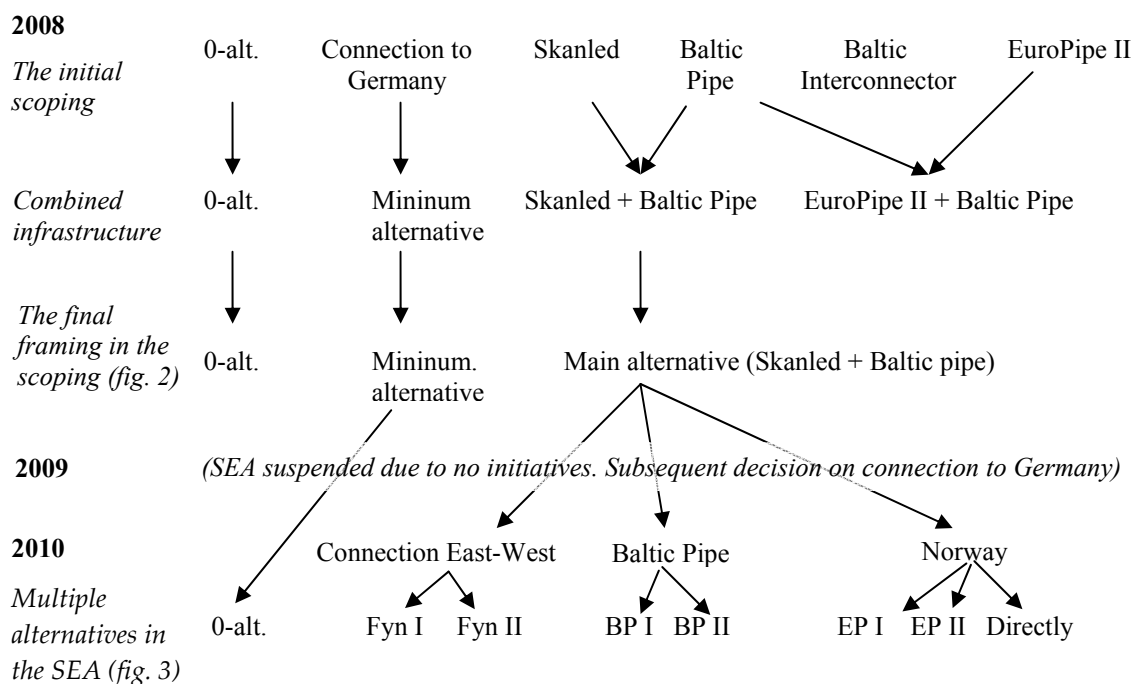 2008
The initial
scoping
0-alt.
Connection to
Germany
Skanled
Baltic
Pipe
Baltic
Interconnector
EuroPipe II
Combined
infrastructure
0-alt.
Mininum
alternative
Skanled + Baltic Pipe
EuroPipe II + Baltic Pipe
The final
framing in the
scoping (fig. 2)
0-alt.
Mininum.
alternative
Main alternative (Skanled + Baltic pipe)
2009
(SEA suspended due to no initiatives. Subsequent decision on connection to Germany)
2010
Multiple
alternatives in
the SEA (fig. 3)
Connection East-West
Baltic Pipe
Norway
0-alt.
Fyn I
Fyn II
BP I
BP II
EP I
EP II
Directly